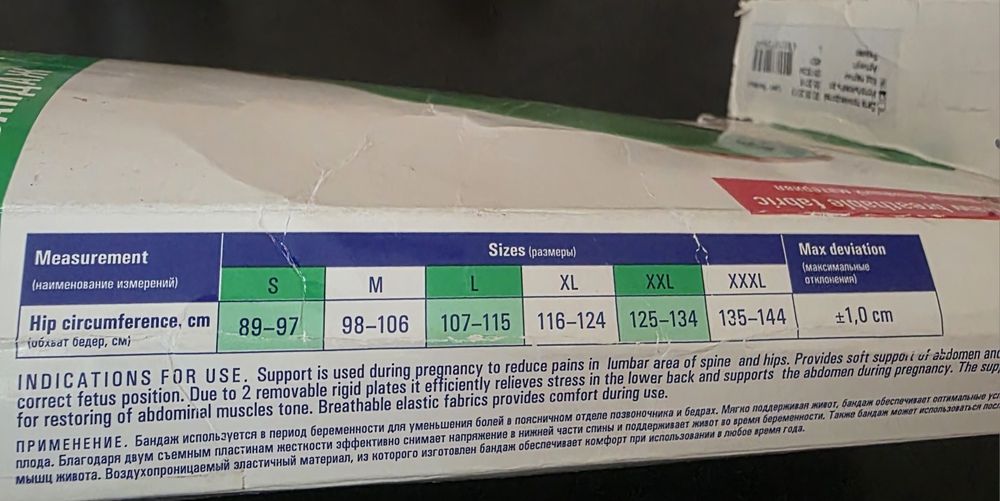 new breathable fabric
материал
Measurement
(наименование измерений)
Sizes (размеры)
Max deviation
(максимальные
отклонения)
S M L XL XXL XXXL
Hip circumference, cm 89–97 98–106 107–115 116–124 125–134 135–144 ±1,0 cm
(обхват бедер, см)
INDICATIONS FOR USE. Support is used during pregnancy to reduce pains in lumbar area of spine and hips. Provides soft support of abdomen and
correct fetus position. Due to 2 removable rigid plates it efficiently relieves stress in the lower back and supports the abdomen during pregnancy. The
for restoring of abdominal muscles tone. Breathable elastic fabrics provides comfort during use.
ПРИМЕНЕНИЕ. Бандаж используется в период беременности для уменьшения болей в поясничном отделе позвоночника и бедрах. Мягко поддерживая живот, бандаж обеспечивает оптимальные
плода. Благодаря двум съемным пластинам жесткости эффективно снимает напряжение в нижней части спины и поддерживает живот во время беременности. Также бандаж может использоваться
мышц живота. Воздухопроницаемый эластичный материал, из которого изготовлен бандаж обеспечивает комфорт при использовании в любое время года.